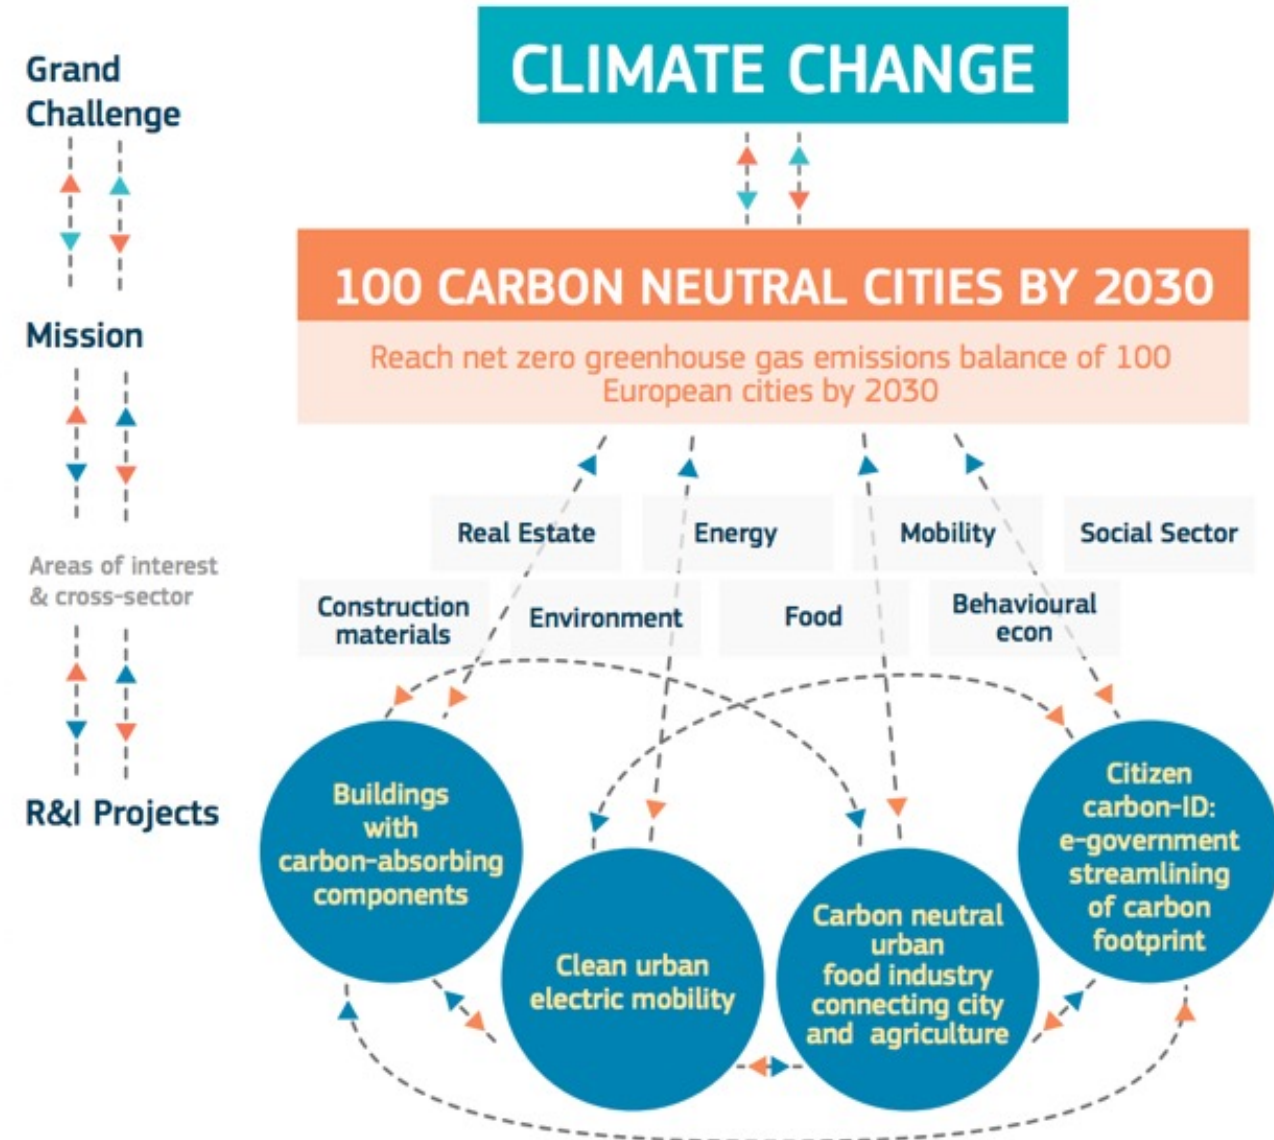 Grand
Challenge
CLIMATE CHANGE
Mission
100 CARBON NEUTRAL CITIES BY 2030
Reach net zero greenhouse gas emissions balance of 100
European cities by 2030
Areas of interest
& cross-sector
Real Estate
Energy
Mobility
Social Sector
Construction
materials
Environment
Food
Behavioural
econ
R&I Projects
Buildings
with
carbon-absorbing
components
Clean urban
electric mobility
Carbon neutral
urban
food industry
connecting city
and agriculture
Citizen
carbon-ID:
e-government
streamlining
of carbon
footprint